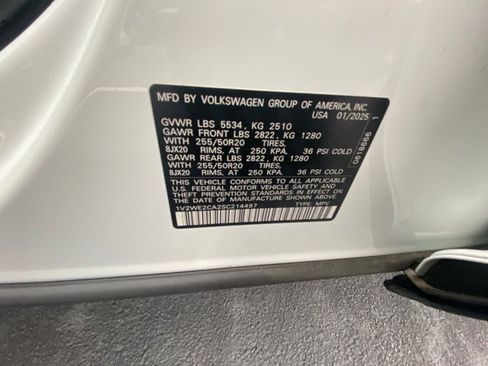 MFD. BY VOLKSWAGEN GROUP OF AMERICA, INC.
USA 01/2025
GVWR LBS 5534, KG 2510
GAWR FRONT LBS 2822, KG 1280
WITH 255/50R20 TIRES,
8JX20 RIMS, AT 250 KPA, 36 PSI COLD
GAWR REAR LBS 2822, KG 1280
WITH 255/50R20 TIRES,
8JX20 RIMS, AT 250 KPA, 36 PSI COLD
THIS VEHICLE CONFORMS TO ALL APPLICABLE
U.S. FEDERAL MOTOR VEHICLE SAFETY STANDARDS
IN EFFECT ON THE
DATE OF MANUFACTURE SHOWN ABOVE.
1V2WE2CA2SC214497 TYPE: MPV
0618666 1